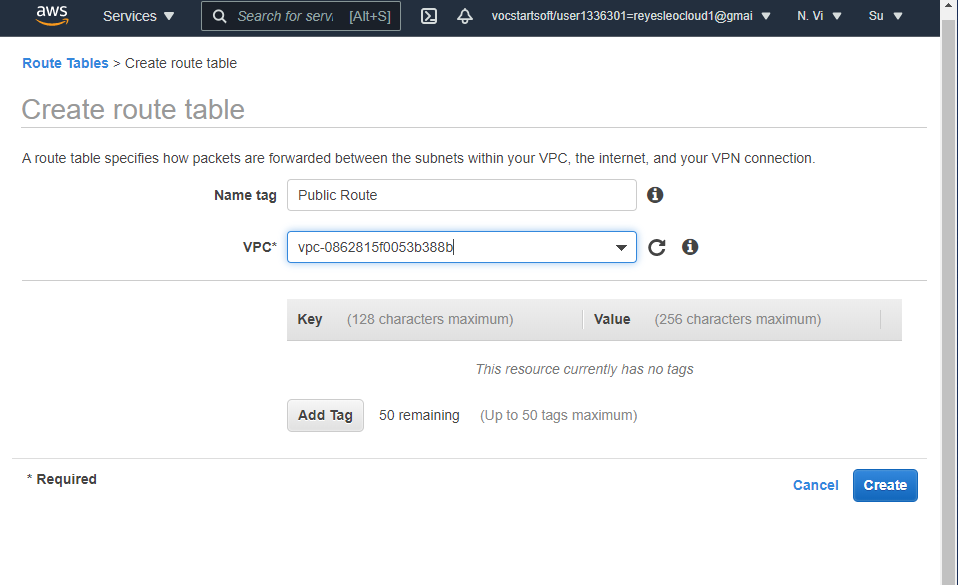 aws Services Search for serv [Alt+S] vocstartsoft/user1336301=reyesleocloud1@gmai N. Vi Su
Route Tables > Create route table
Create route table
A route table specifies how packets are forwarded between the subnets within your VPC, the internet, and your VPN connection.
Name tag Public Route
VPC* vpc-0862815f0053b388b
Key (128 characters maximum) Value (256 characters maximum)
This resource currently has no tags
Add Tag 50 remaining (Up to 50 tags maximum)
* Required
Cancel Create